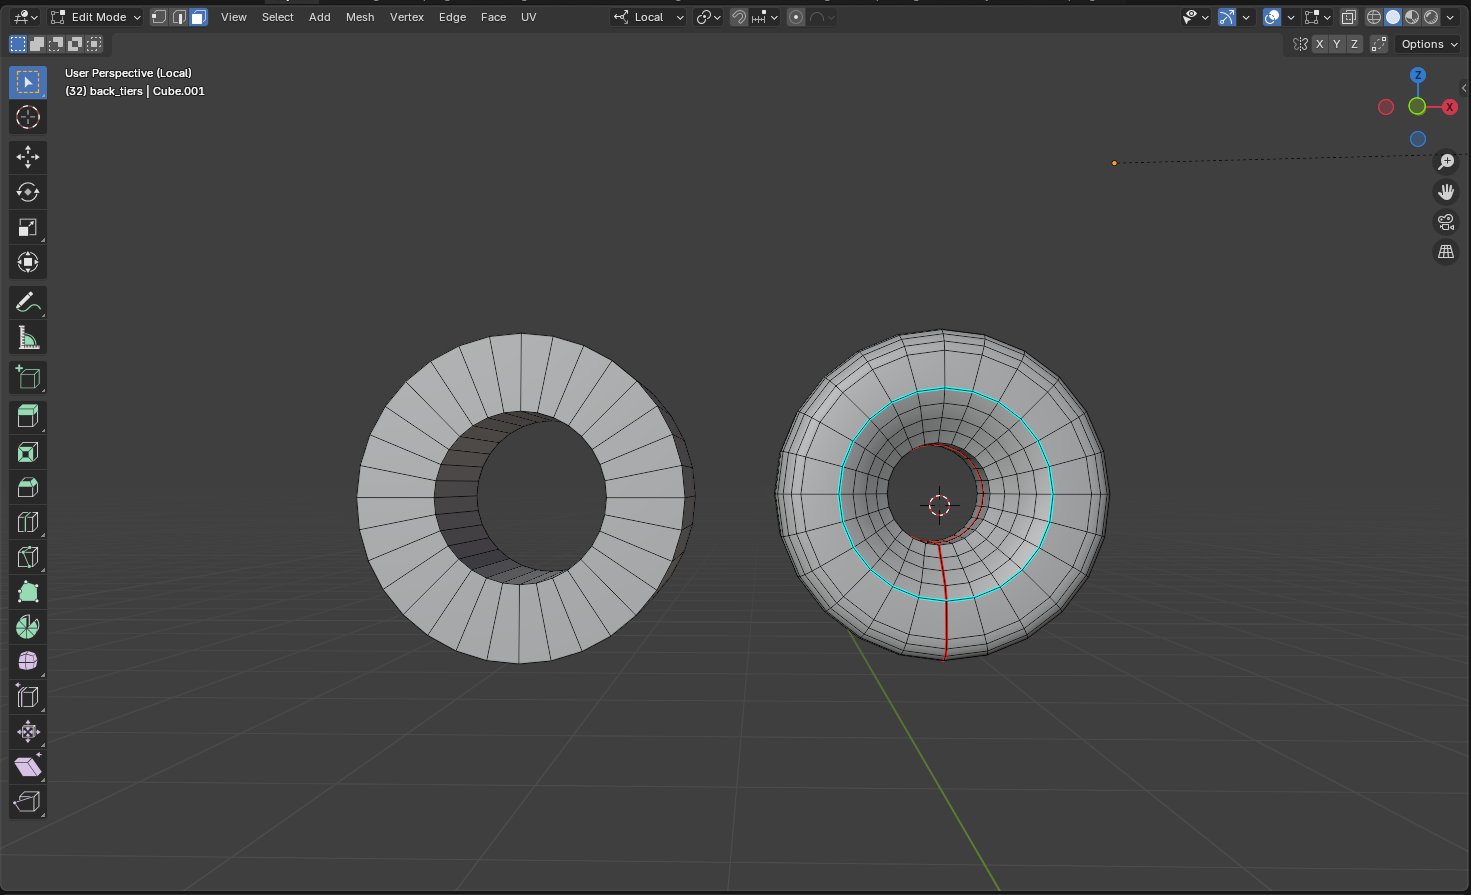 Edit Mode View Select Add Mesh Vertex Edge Face UV Local
X Y Z Options
User Perspective (Local)
(32) back_tiers | Cube.001
Z
X